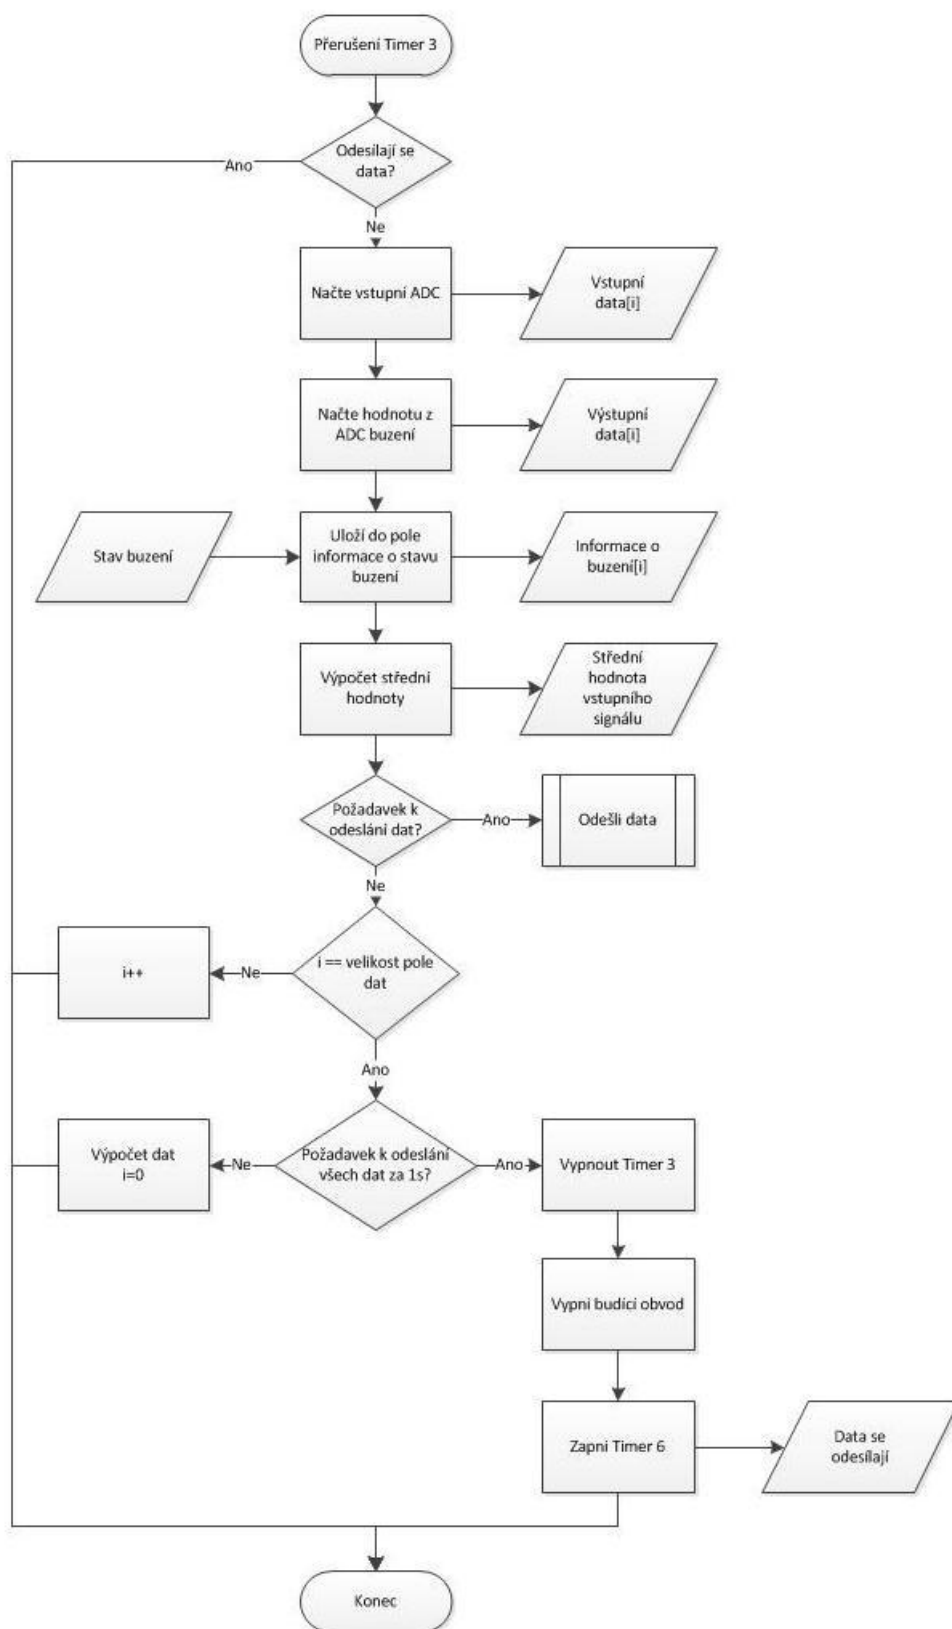 Přerušení Timer 3
Odesílají se
data?
Ano
Ne
Načte vstupní ADC
Vstupní
data[i]
Načte hodnotu z
ADC buzení
Výstupní
data[i]
Stav buzení
Uloží do pole
informace o stavu
buzení
Informace o
buzení[i]
Výpočet střední
hodnoty
Střední
hodnota
vstupního
signálu
Požadavek k
odeslání dat?
Ano
Odešli data
Ne
i++
Ne
i == velikost pole
dat
Ano
Výpočet dat
i=0
Ne
Požadavek k odeslání
všech dat za 1s?
Ano
Vypnout Timer 3
Vypni budící obvod
Zapni Timer 6
Data se
odesílají
Konec